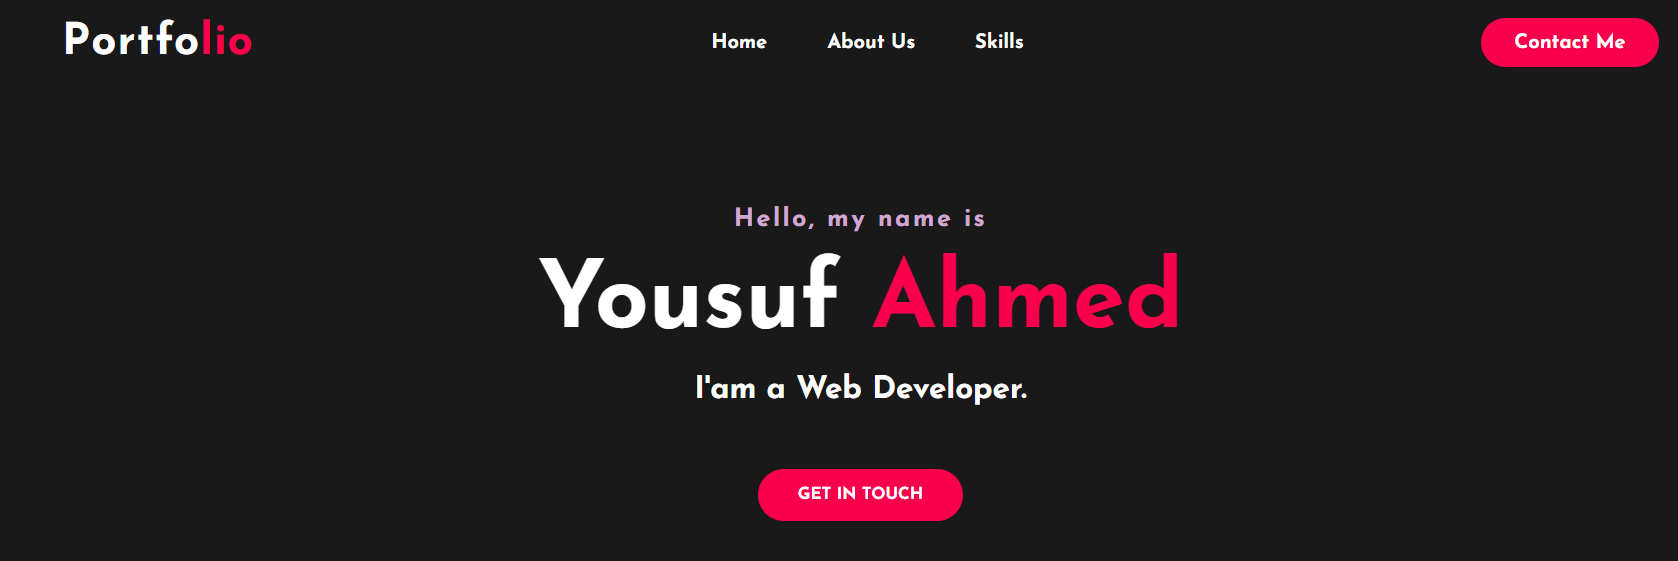 Portfolio
Home About Us Skills
Contact Me
Hello, my name is
Yousuf Ahmed
I'am a Web Developer.
GET IN TOUCH